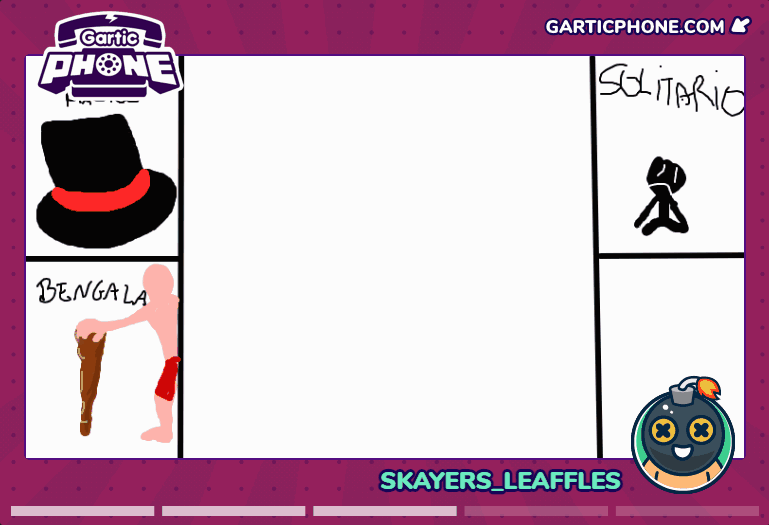 Gartic
PHONE
GARTICPHONE.COM
SOLITARIO
BENGALA
SKAYERS_LEAFFLES